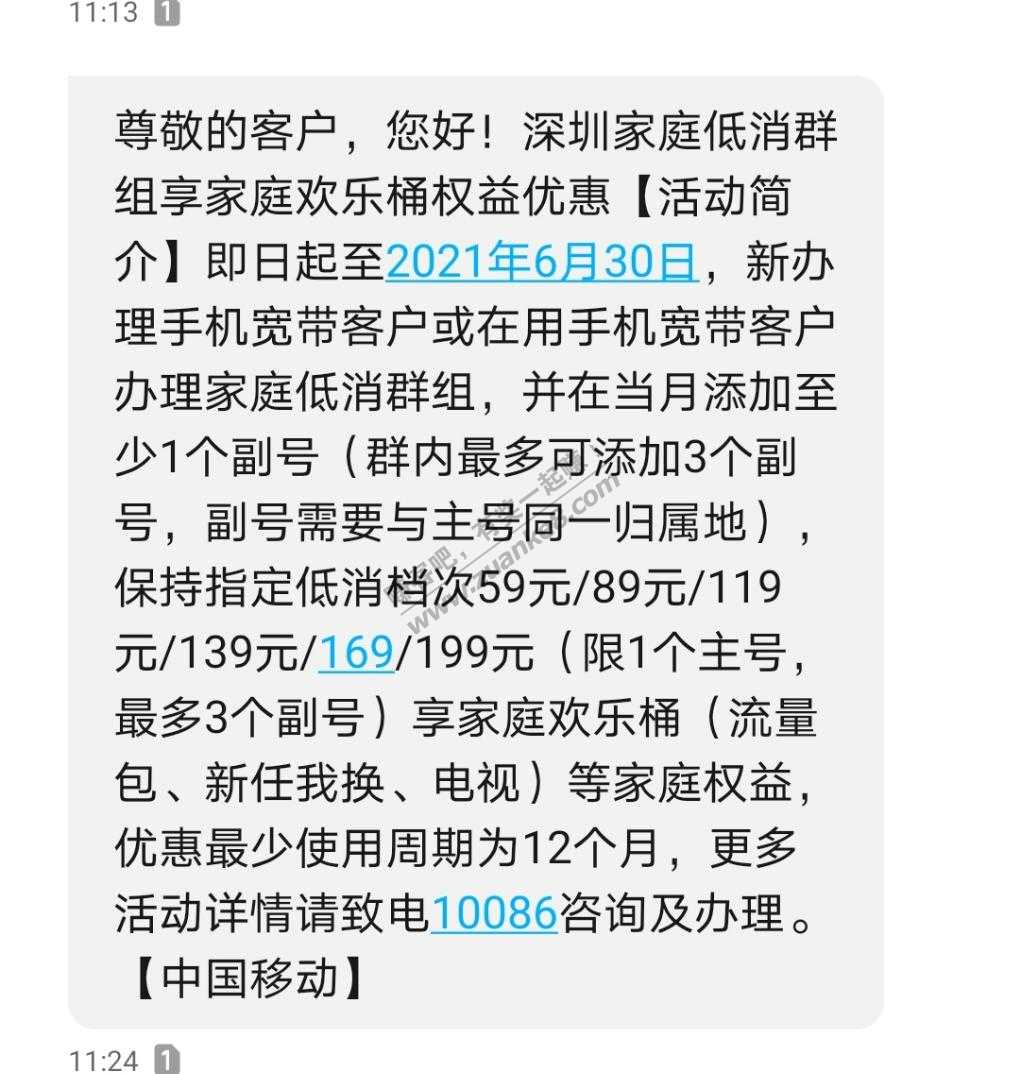 11:13 1
尊敬的客户，您好！深圳家庭低消群
组享家庭欢乐桶权益优惠【活动简
介】即日起至2021年6月30日，新办
理手机宽带客户或在用手机宽带客户
办理家庭低消群组，并在当月添加至
少1个副号（群内最多可添加3个副
号，副号需要与主号同一归属地），
保持指定低消档次59元/89元/119
元/139元/169/199元（限1个主号，
最多3个副号）享家庭欢乐桶（流量
包、新任我换、电视）等家庭权益，
优惠最少使用周期为12个月，更多
活动详情请致电10086咨询及办理。
【中国移动】
11:24 1